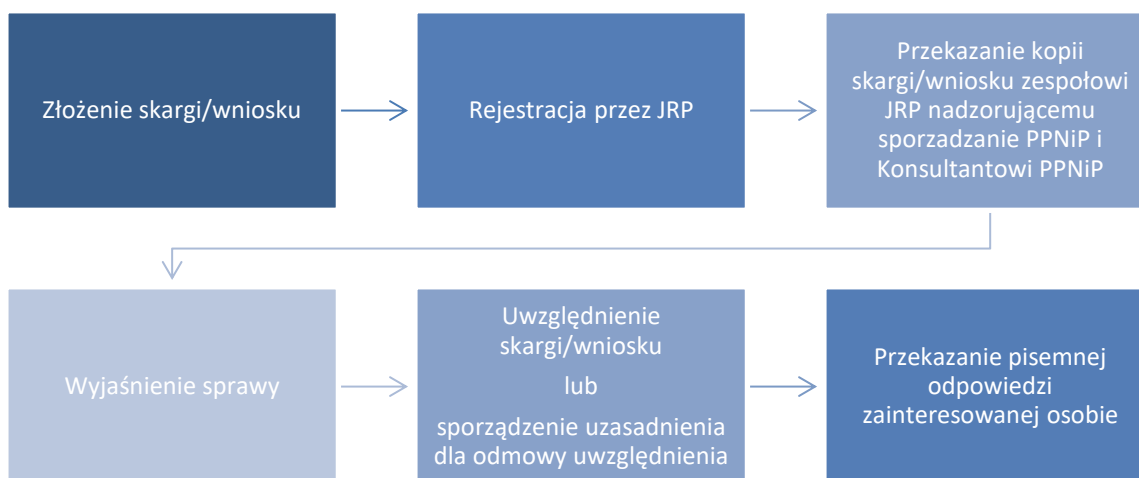 Złożenie skargi/wniosku
Rejestracja przez JRP
Przekazanie kopii
skargi/wniosku zespołowi
JRP nadzorującemu
sporzadzanie PPNiP i
Konsultantowi PPNiP
Wyjaśnienie sprawy
Uwzględnienie
skargi/wniosku
lub
sporządzenie uzasadnienia
dla odmowy uwzględnienia
Przekazanie pisemnej
odpowiedzi
zainteresowanej osobie